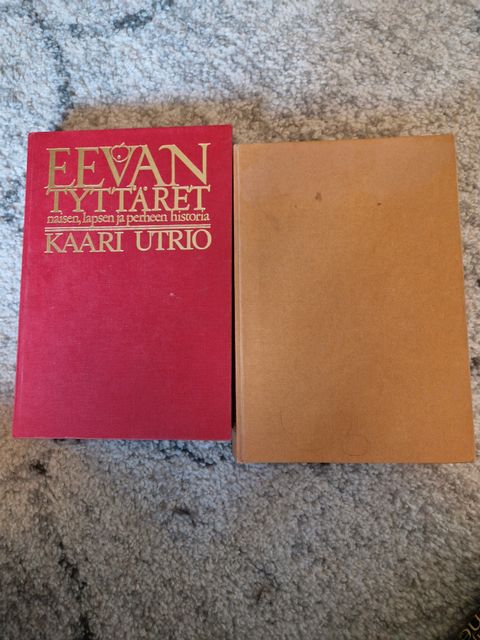 EEVAN
TYTTÄRET
naisen, lapsen ja perheen historia
KAARI UTRIO